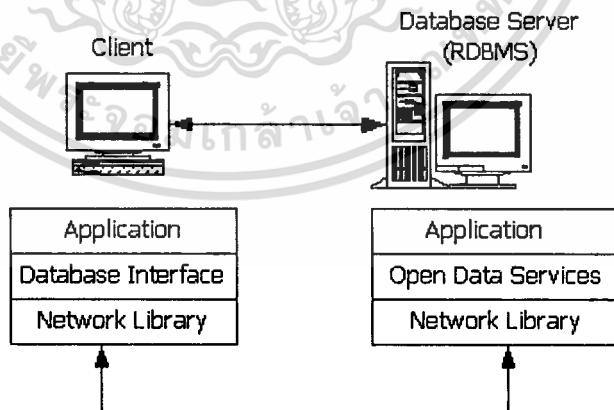 Client
Database Server
(RDBMS)
Application
Database Interface
Network Library
Application
Open Data Services
Network Library